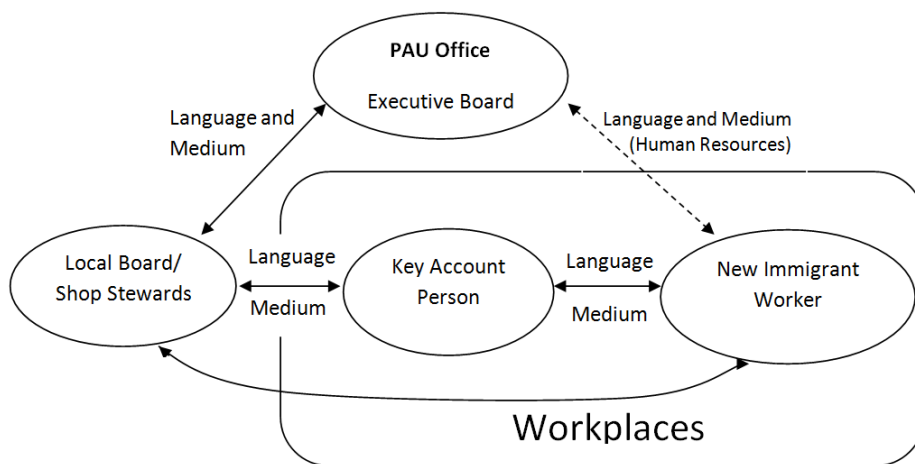 PAU Office
Executive Board
Language and
Medium
Language and Medium
(Human Resources)
Local Board/
Shop Stewards
Language
Medium
Key Account
Person
Language
Medium
New Immigrant
Worker
Workplaces